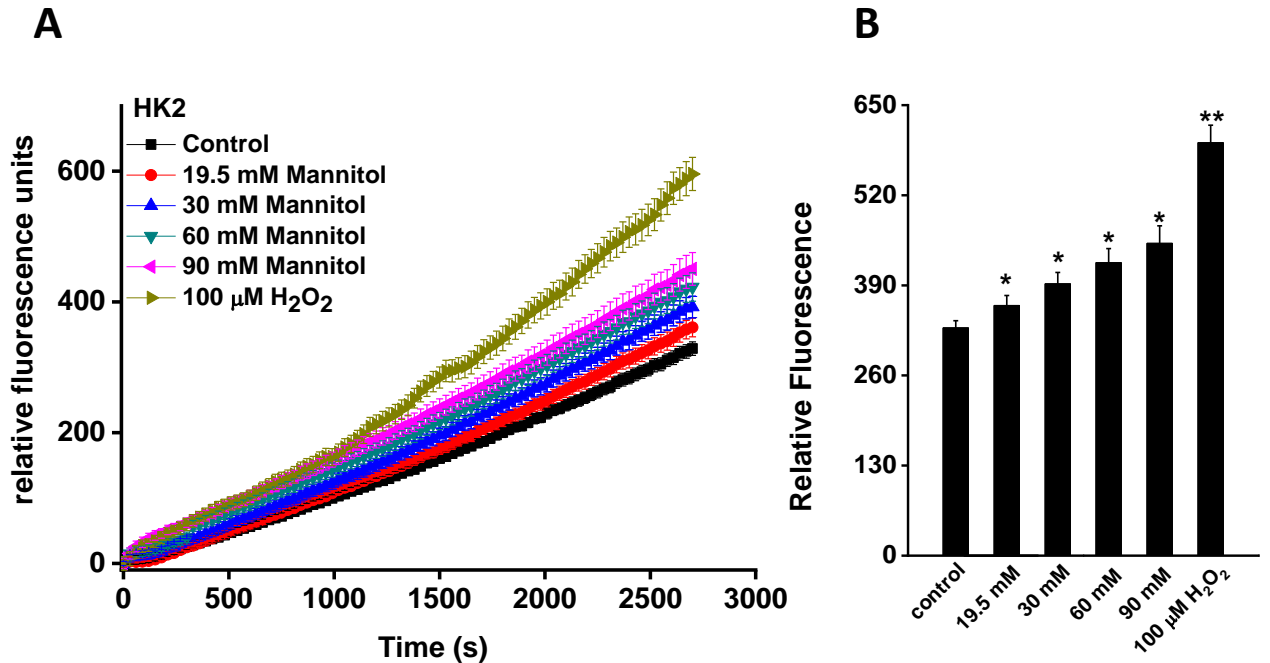 A
HK2
Control
19.5 mM Mannitol
30 mM Mannitol
60 mM Mannitol
90 mM Mannitol
100 μM H₂O₂
relative fluorescence units
600
400
200
0
0 500 1000 1500 2000 2500 3000
Time (s)
B
Relative Fluorescence
650
520
390
260
130
0
* * * * **
control
19.5 mM
30 mM
60 mM
90 mM
100 μM H₂O₂